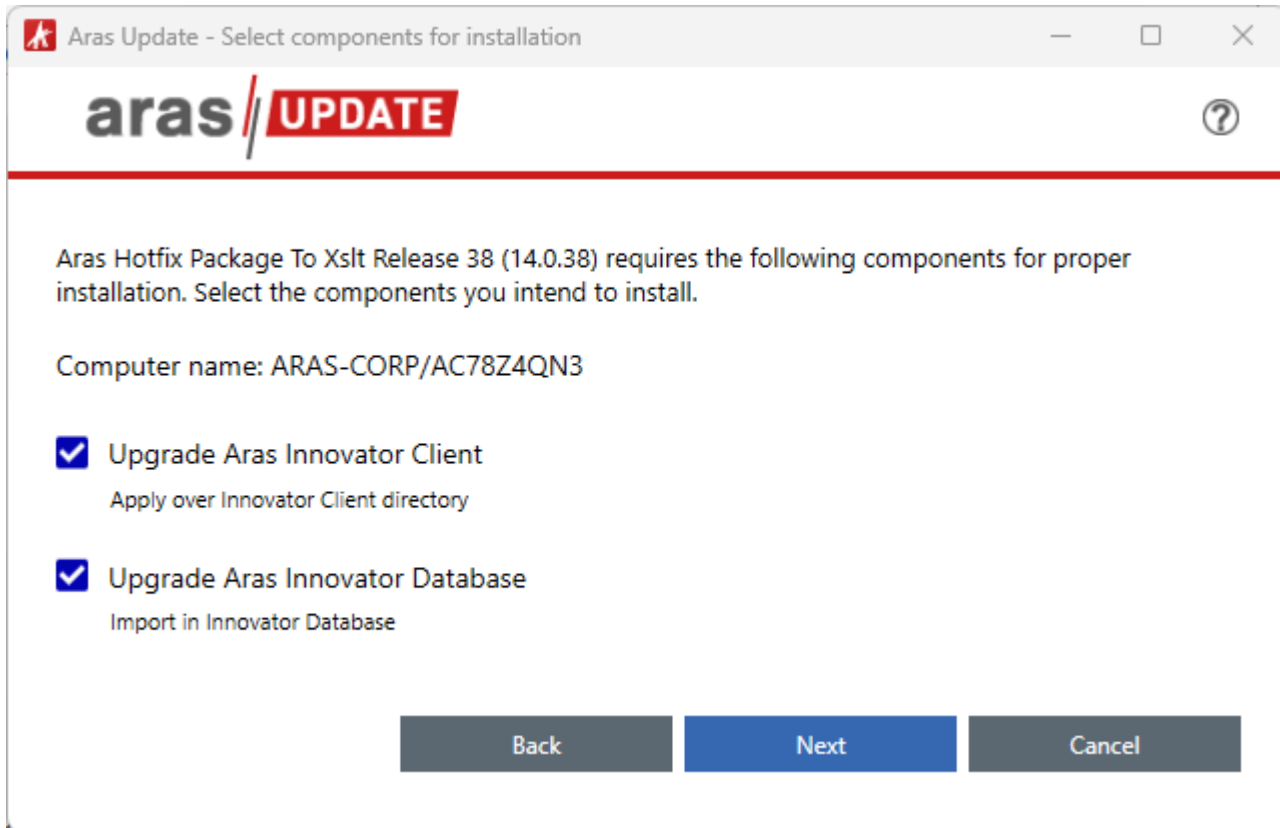 Aras Update - Select components for installation
aras UPDATE
?
Aras Hotfix Package To Xslt Release 38 (14.0.38) requires the following components for proper
installation. Select the components you intend to install.
Computer name: ARAS-CORP/AC78Z4QN3
Upgrade Aras Innovator Client
Apply over Innovator Client directory
Upgrade Aras Innovator Database
Import in Innovator Database
Back Next Cancel